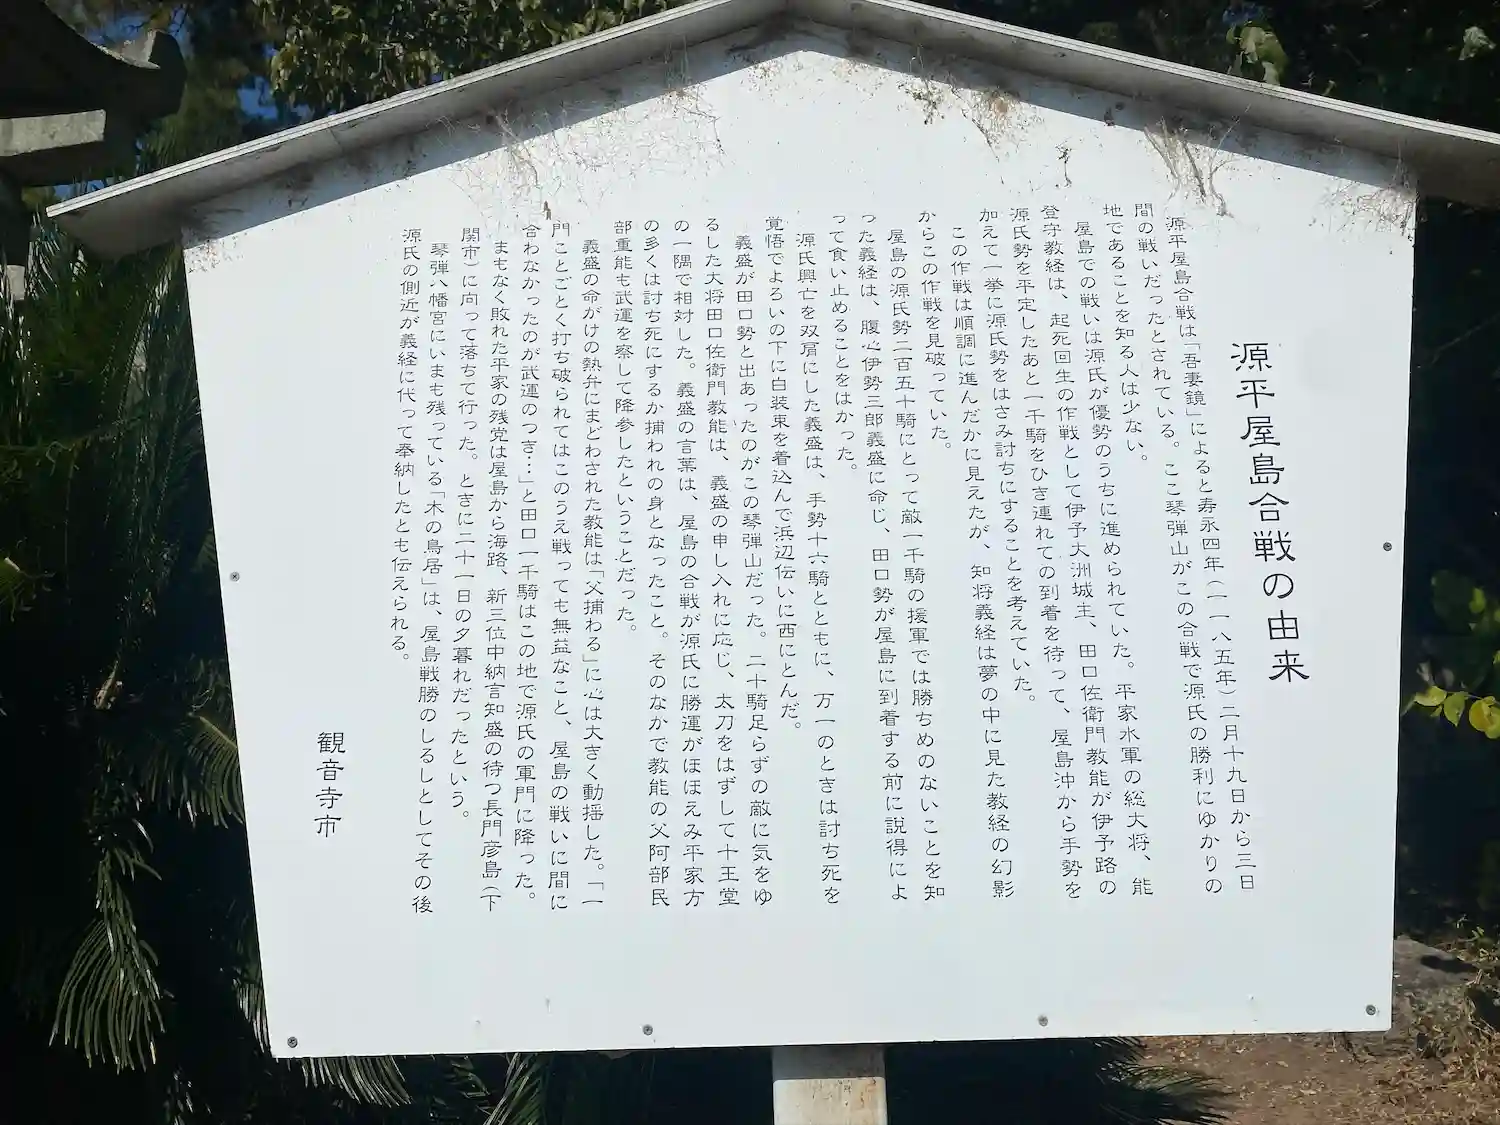 源平屋島合戦の由来
源平屋島合戦は「吾妻鏡」によると寿永四年（一一八五年）二月十九日から三日
間の戦いだったとされている。ここ琴弾山がこの合戦で源氏の勝利にゆかりの
地であることを知る人は少ない。
屋島での戦いは源氏が優勢のうちに進められていた。平家水軍の総大将、能
登守教経は、起死回生の作戦として伊予大洲城主、田口佐衛門教能が伊予路の
源氏勢を平定したあと一千騎をひき連れての到着を待って、屋島沖から手勢を
加えて一挙に源氏勢をはさみ討ちにすることを考えていた。
この作戦は順調に進んだかに見えたが、知将義経は夢の中に見た教経の幻影
からこの作戦を見破っていた。
屋島の源氏勢二百五十騎にとって敵一千騎の援軍では勝ちめのないことを知
った義経は、腹心伊勢三郎義盛に命じ、田口勢が屋島に到着する前に説得によ
って食い止めることをはかった。
源氏興亡を双肩にした義盛は、手勢十六騎とともに、万一のときは討ち死を
覚悟でよろいの下に白装束を着込んで浜辺伝いに西にとんだ。
義盛が田口勢と出あったのがこの琴弾山だった。二十騎足らずの敵に気をゆ
るした大将田口佐衛門教能は、義盛の申し入れに応じ、太刀をはずして十王堂
の一隅で相対した。義盛の言葉は、屋島の合戦が源氏に勝運がほほえみ平家方
の多くは討ち死にするか捕われの身となったこと。そのなかで教能の父阿部民
部重能も武運を察して降参したということだった。
義盛の命がけの熱弁にまどわされた教能は「父捕わる」に心は大きく動揺した。「一
門ことごとく打ち破られてはこのうえ戦っても無益なこと、屋島の戦いに間に
合わなかったのが武運のつき…」と田口一千騎はこの地で源氏の軍門に降った。
まもなく敗れた平家の残党は屋島から海路、新三位中納言知盛の待つ長門彦島（下
関市）に向って落ちて行った。ときに二十一日の夕暮れだったという。
琴弾八幡宮にいまも残っている「木の鳥居」は、屋島戦勝のしるしとしてその後
源氏の側近が義経に代って奉納したとも伝えられる。
観音寺市